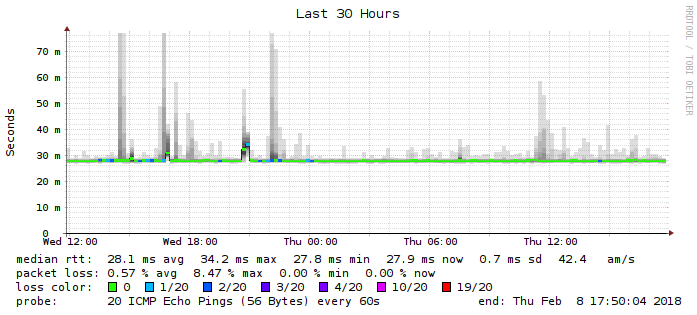 Last 30 Hours
RRDTOOL / TOBI OETIKER
Seconds
70 m
60 m
50 m
40 m
30 m
20 m
10 m
0
Wed 12:00 Wed 18:00 Thu 00:00 Thu 06:00 Thu 12:00
median rtt: 28.1 ms avg 34.2 ms max 27.8 ms min 27.9 ms now 0.7 ms sd 42.4 am/s
packet loss: 0.57 % avg 8.47 % max 0.00 % min 0.00 % now
loss color: 0 1/20 2/20 3/20 4/20 10/20 19/20
probe: 20 ICMP Echo Pings (56 Bytes) every 60s end: Thu Feb 8 17:50:04 2018